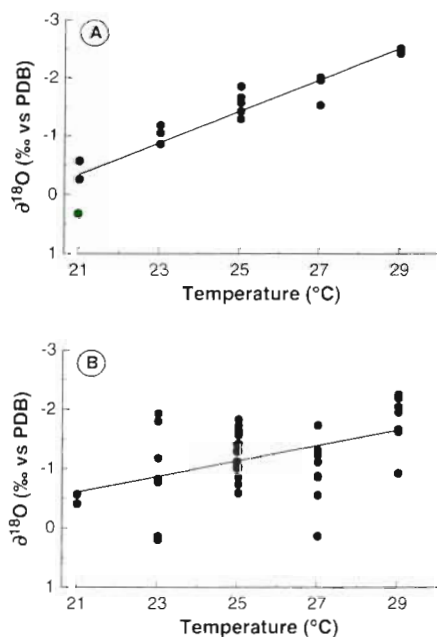 A
-3
-2
-1
0
1
∂¹⁸O (‰ vs PDB)
21 23 25 27 29
Temperature (°C)
B
-3
-2
-1
0
1
∂¹⁸O (‰ vs PDB)
21 23 25 27 29
Temperature (°C)